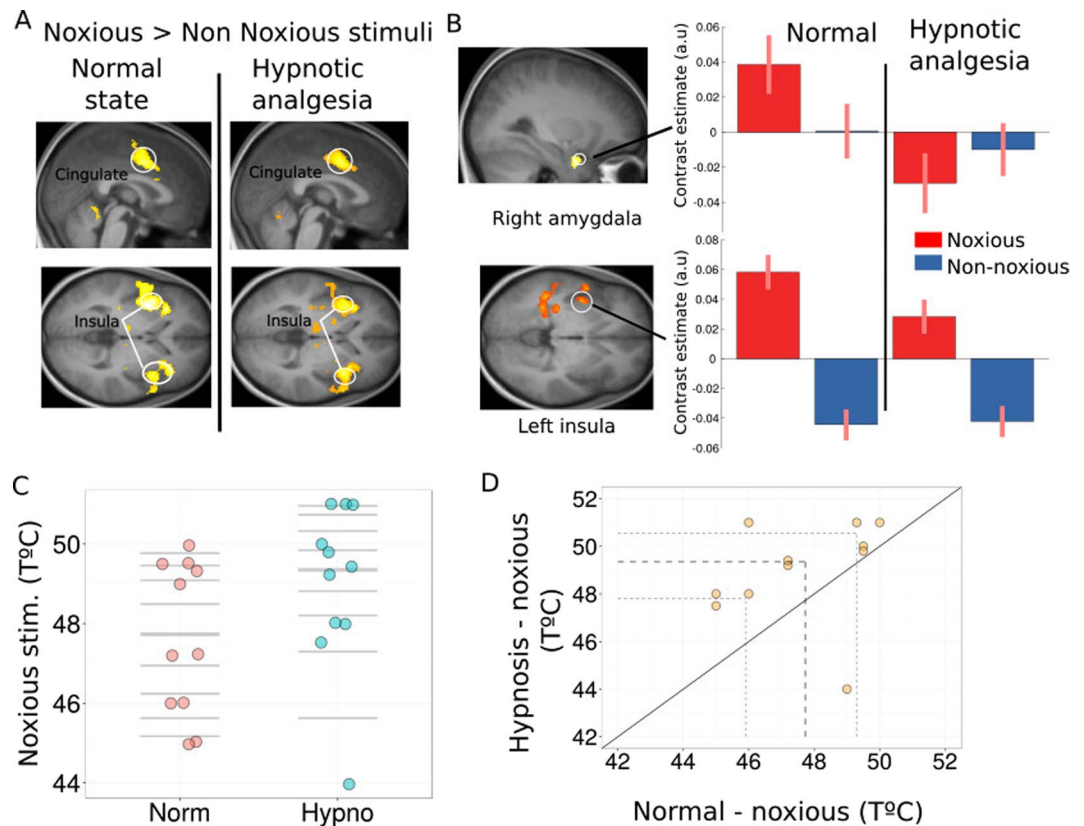 A
Noxious > Non Noxious stimuli
Normal
state
Hypnotic
analgesia
Cingulate
Cingulate
Insula
Insula
B
Normal
Hypnotic
analgesia
Contrast estimate (a.u)
0.06
0.04
0.02
0
-0.02
-0.04
Right amygdala
Noxious
Non-noxious
Contrast estimate (a.u)
0.08
0.06
0.04
0.02
0
-0.02
-0.04
-0.06
Left insula
C
Noxious stim. (TºC)
50
48
46
44
Norm
Hypno
D
Hypnosis - noxious
(TºC)
52
50
48
46
44
42
42
44
46
48
50
52
Normal - noxious (TºC)